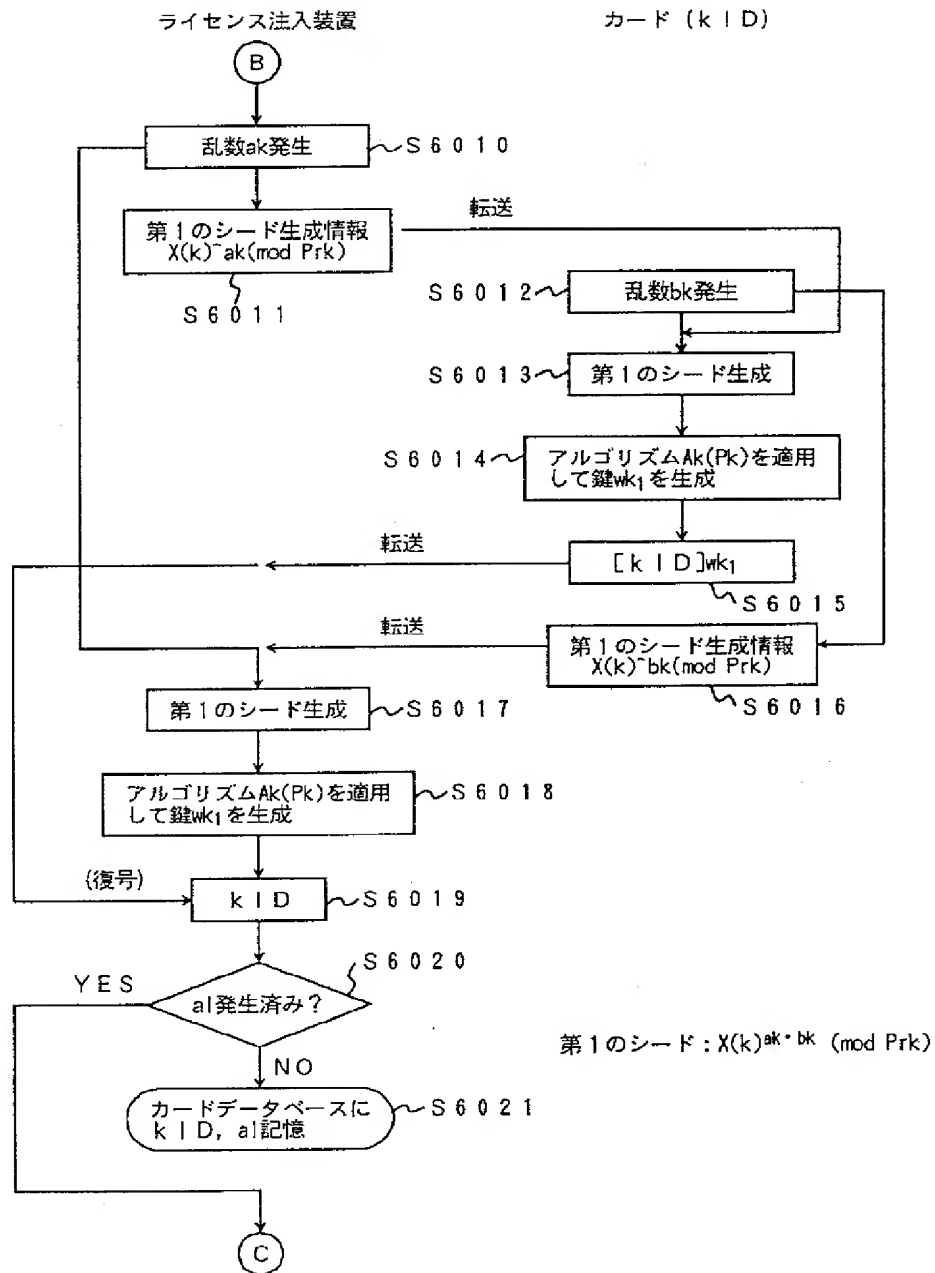 ライセンス注入装置
カード(kID)
B
乱数ak発生
S6010
第1のシード生成情報
X(k)^ak(mod Prk)
S6011
転送
S6012
乱数bk発生
S6013
第1のシード生成
S6014
アルゴリズムAk(Pk)を適用
して鍵wk₁を生成
転送
[kID]wk₁
S6015
転送
第1のシード生成情報
X(k)^bk(mod Prk)
S6016
第1のシード生成
S6017
アルゴリズムAk(Pk)を適用
して鍵wk₁を生成
S6018
(復号)
kID
S6019
S6020
YES
al発生済み?
NO
第1のシード:X(k)ᵃᵏ・ᵇᵏ (mod Prk)
カードデータベースに
kID,al記憶
S6021
C